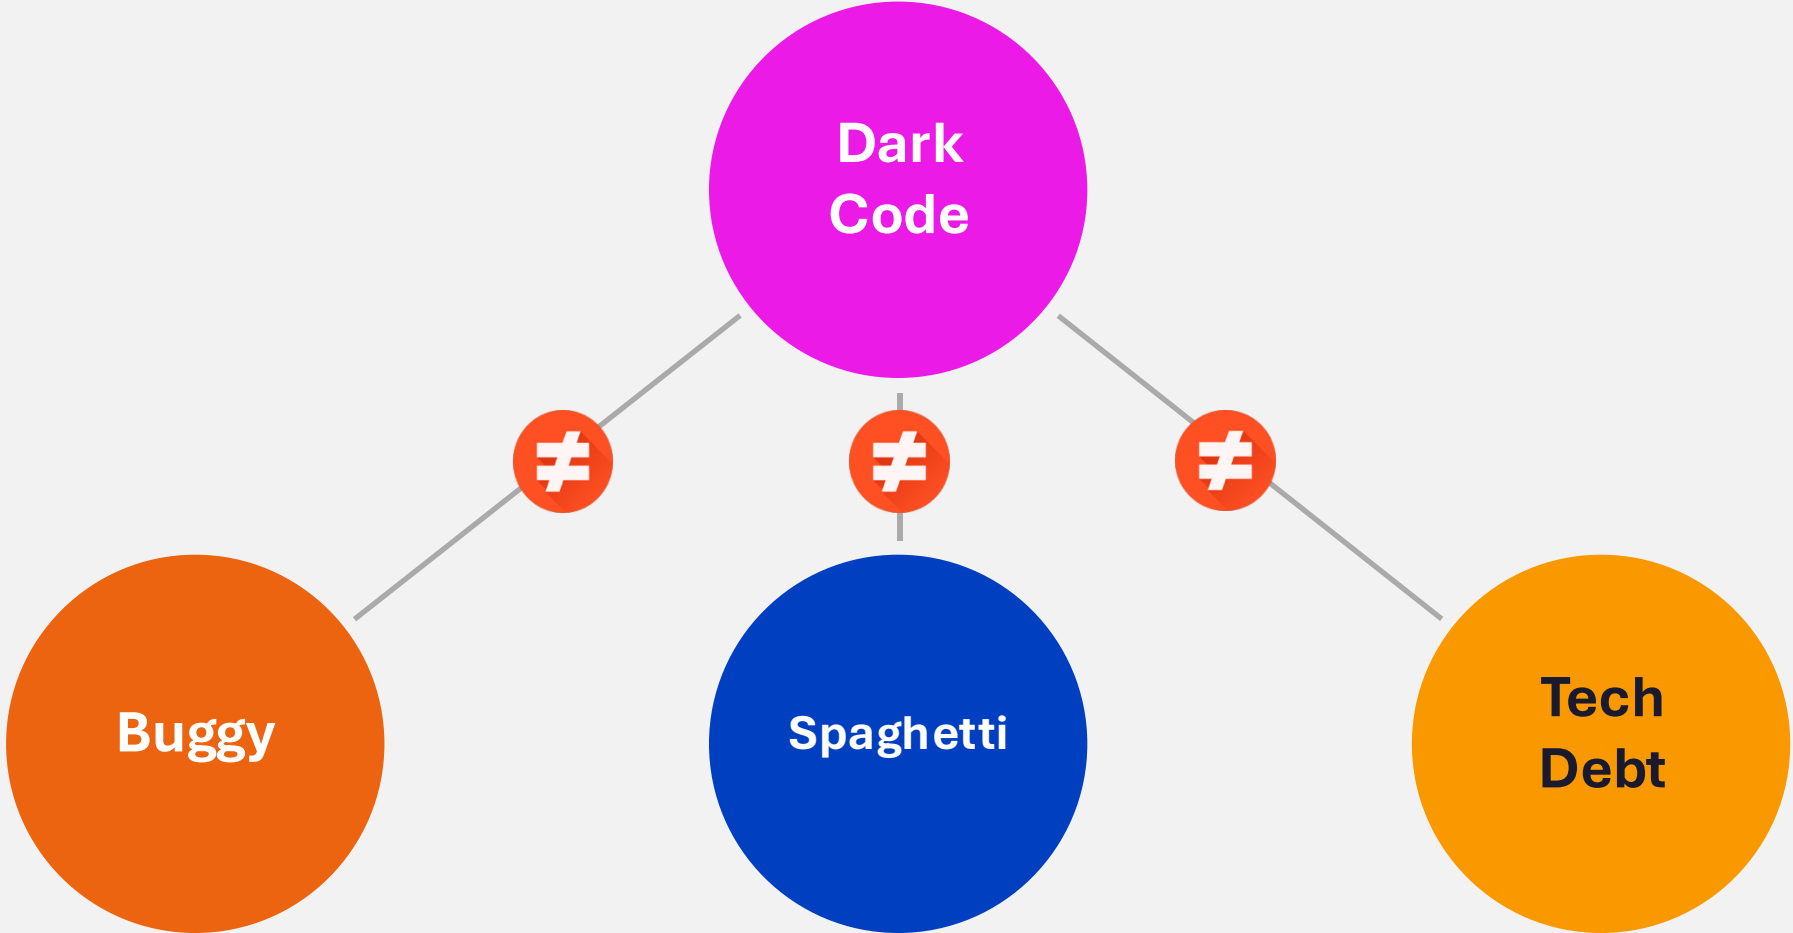 Dark
Code
≠ ≠ ≠
Buggy
Spaghetti
Tech
Debt